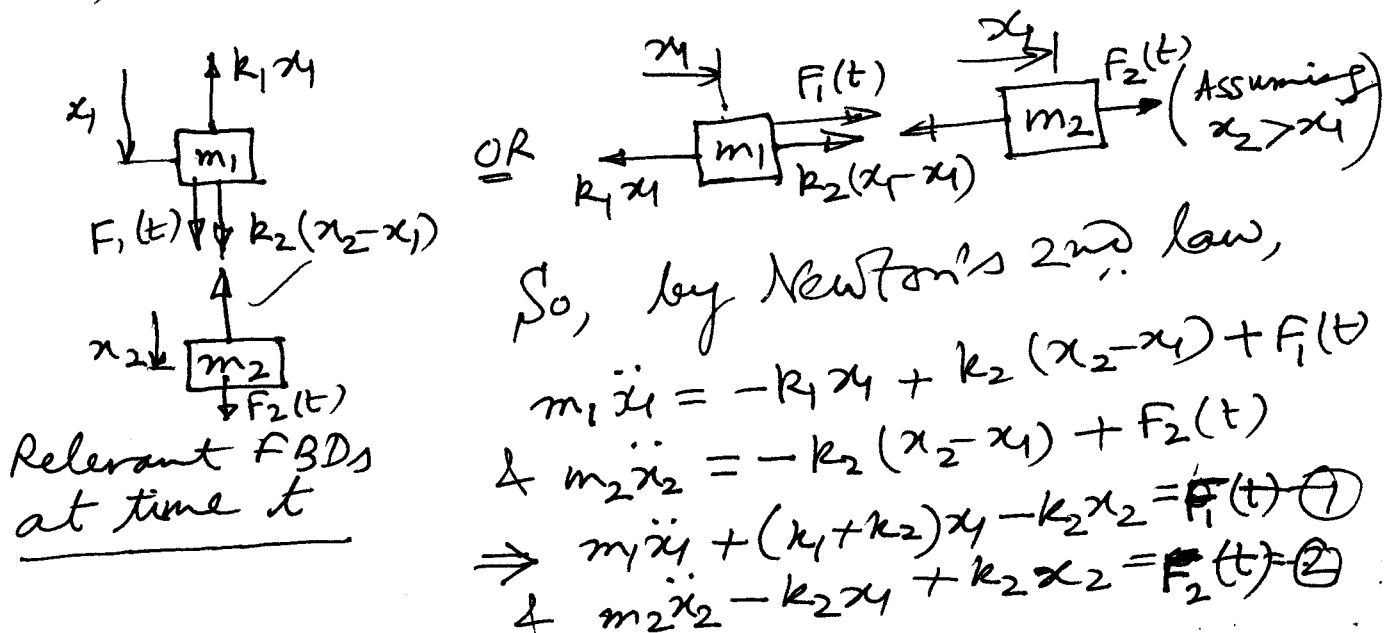 k₁x₁
x₁
m₁
F₁(t) k₂(x₂-x₁)
x₂
m₂
F₂(t)
Relevant FBDs
at time t
OR
x₁
F₁(t)
m₁
k₁x₁
k₂(x₂-x₁)
x₂
F₂(t)
m₂
(Assuming
x₂>x₁)
So, by Newton's 2nd law,
m₁ẍ₁ = -k₁x₁ + k₂(x₂-x₁) + F₁(t)
& m₂ẍ₂ = -k₂(x₂-x₁) + F₂(t)
⇒ m₁ẍ₁ + (k₁+k₂)x₁ - k₂x₂ = F₁(t) - ①
& m₂ẍ₂ - k₂x₁ + k₂x₂ = F₂(t) - ②